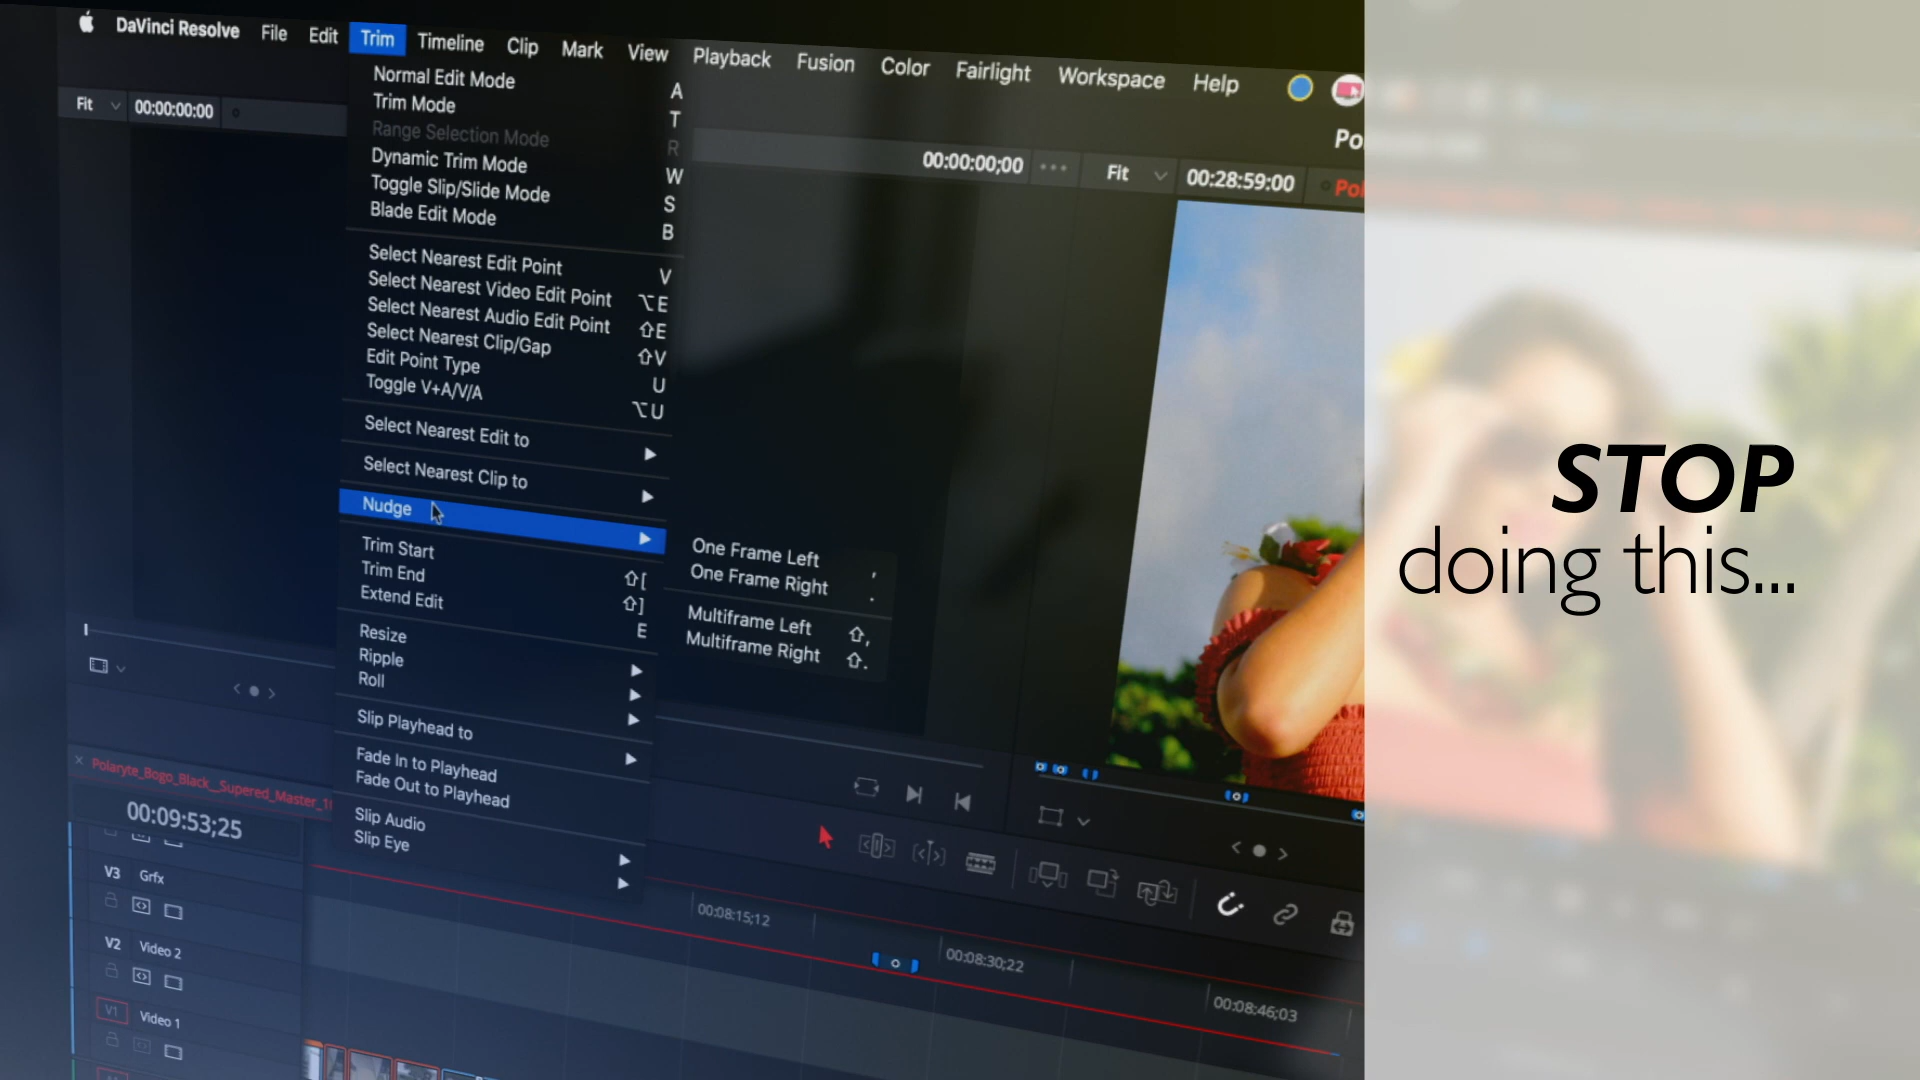 DaVinci Resolve File Edit Trim Timeline Clip Mark View Playback Fusion Color Fairlight Workspace Help
Normal Edit Mode A
Trim Mode T
Range Selection Mode R
Dynamic Trim Mode W
Toggle Slip/Slide Mode S
Blade Edit Mode B
Select Nearest Edit Point V
Select Nearest Video Edit Point ⌥E
Select Nearest Audio Edit Point ⇧E
Select Nearest Clip/Gap ⇧V
Edit Point Type U
Toggle V+A/V/A ⌥U
Select Nearest Edit to
Select Nearest Clip to
Nudge
Trim Start ⇧[
Trim End ⇧]
Extend Edit E
Resize
Ripple
Roll
Slip Playhead to
Fade In to Playhead
Fade Out to Playhead
Slip Audio
Slip Eye
One Frame Left ,
One Frame Right .
Multiframe Left ⇧,
Multiframe Right ⇧.
Fit 00:00:00:00
00:00:00;00 Fit 00:28:59:00
Po
Pol
Polaryte_Bogo_Black__Supered_Master_1
00:09:53;25
V3 Grfx
V2 Video 2
V1 Video 1
00:08:15;12
00:08:30;22
00:08:46;03
STOP
doing this...